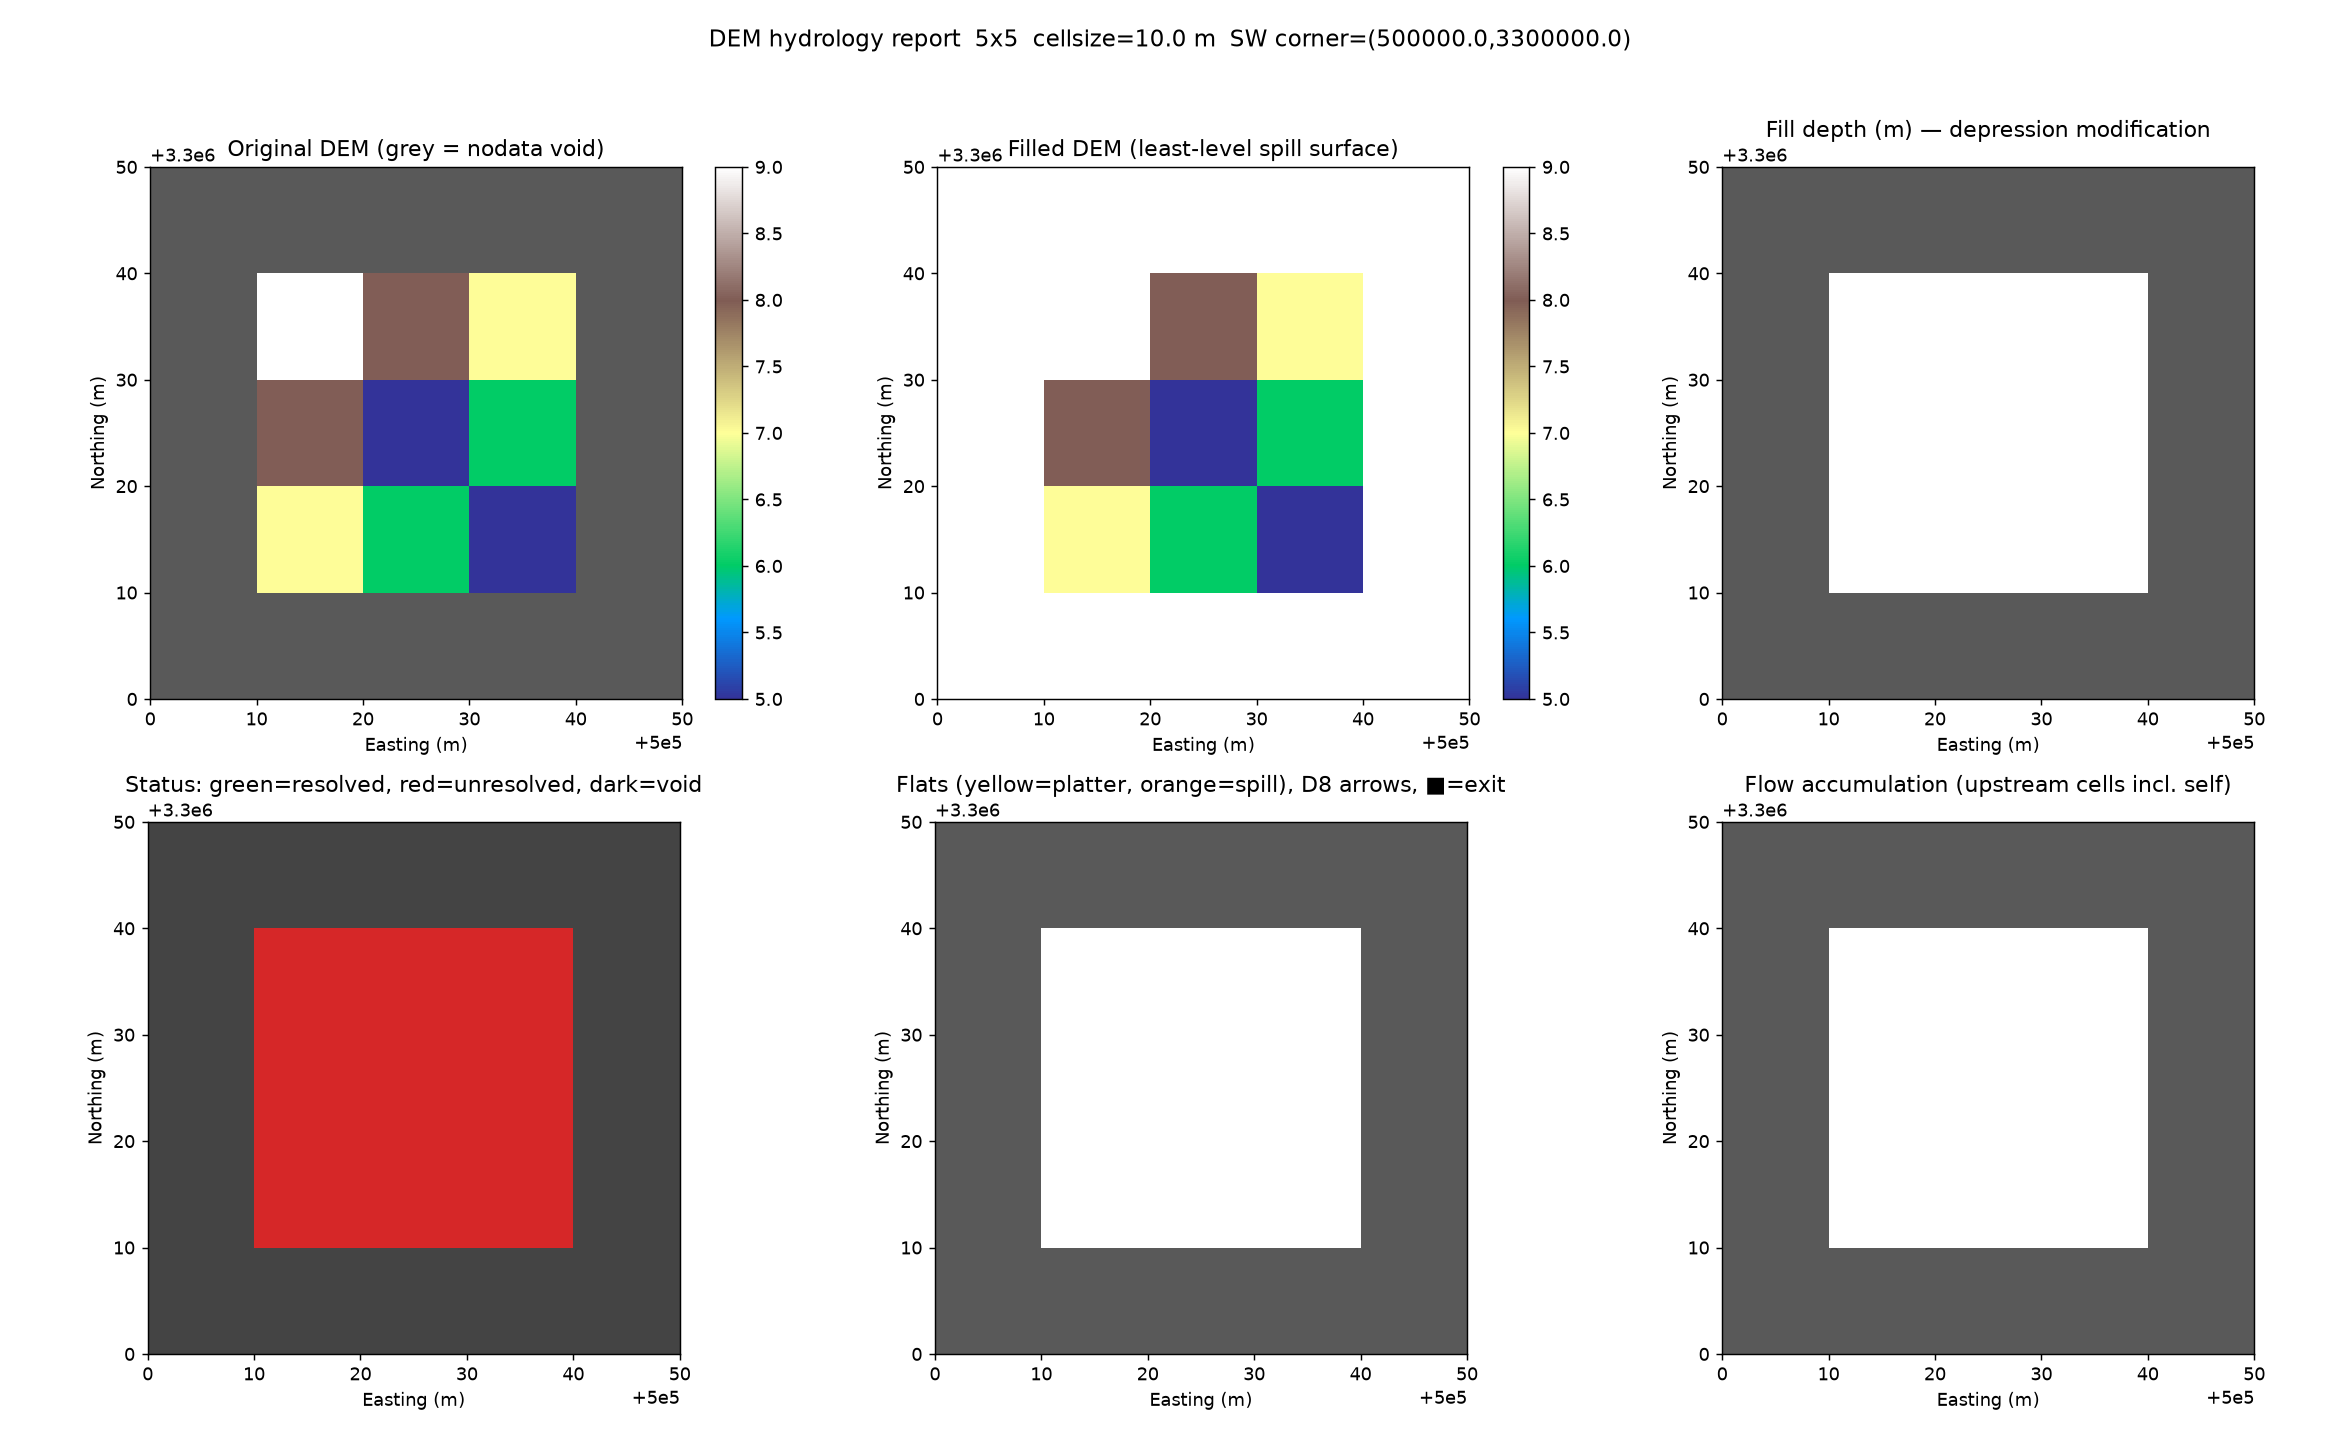 DEM hydrology report  5x5  cellsize=10.0 m  SW corner=(500000.0,3300000.0)
Original DEM (grey = nodata void)
+3.3e6
50
40
30
20
10
0
Northing (m)
0 10 20 30 40 50
Easting (m)
+5e5
9.0
8.5
8.0
7.5
7.0
6.5
6.0
5.5
5.0
Filled DEM (least-level spill surface)
+3.3e6
50
40
30
20
10
0
Northing (m)
0 10 20 30 40 50
Easting (m)
+5e5
9.0
8.5
8.0
7.5
7.0
6.5
6.0
5.5
5.0
Fill depth (m) — depression modification
+3.3e6
50
40
30
20
10
0
Northing (m)
0 10 20 30 40 50
Easting (m)
+5e5
Status: green=resolved, red=unresolved, dark=void
+3.3e6
50
40
30
20
10
0
Northing (m)
0 10 20 30 40 50
Easting (m)
+5e5
Flats (yellow=platter, orange=spill), D8 arrows, ■=exit
+3.3e6
50
40
30
20
10
0
Northing (m)
0 10 20 30 40 50
Easting (m)
+5e5
Flow accumulation (upstream cells incl. self)
+3.3e6
50
40
30
20
10
0
Northing (m)
0 10 20 30 40 50
Easting (m)
+5e5